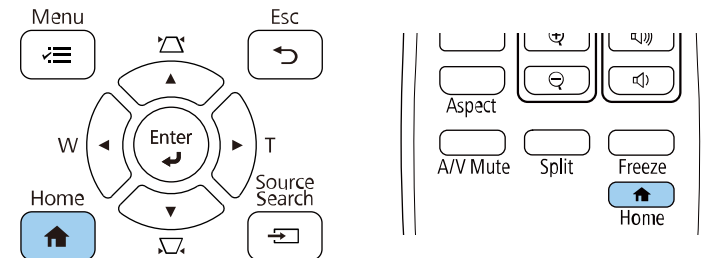 Menu
Esc
W
Enter
T
Home
Source
Search
Aspect
A/V Mute
Split
Freeze
Home